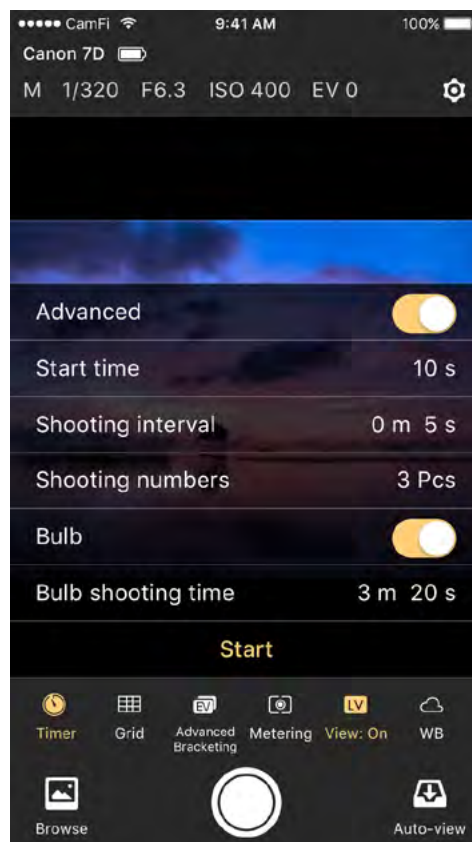 CamFi 9:41 AM 100%
Canon 7D
M 1/320 F6.3 ISO 400 EV 0
Advanced
Start time 10 s
Shooting interval 0 m 5 s
Shooting numbers 3 Pcs
Bulb
Bulb shooting time 3 m 20 s
Start
EV LV
Timer Grid Advanced Bracketing Metering View: On WB
Browse Auto-view